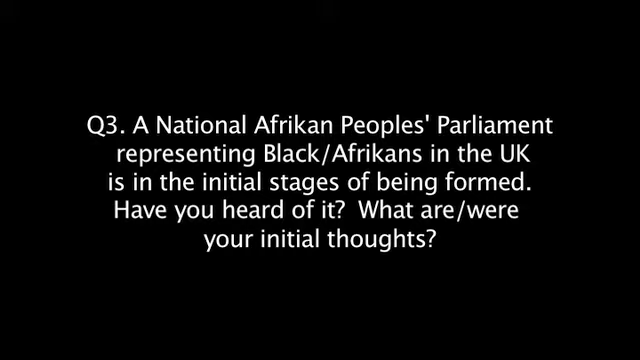 Q3. A National Afrikan Peoples' Parliament
representing Black/Afrikans in the UK
is in the initial stages of being formed.
Have you heard of it?  What are/were
your initial thoughts?